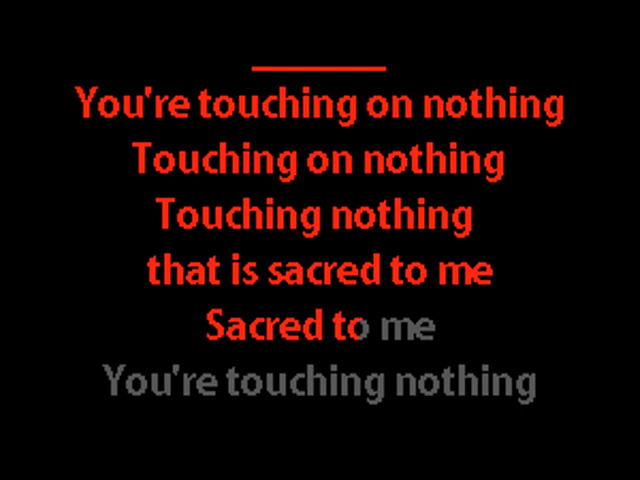 You're touching on nothing
Touching on nothing
Touching nothing
that is sacred to me
Sacred to me
You're touching nothing